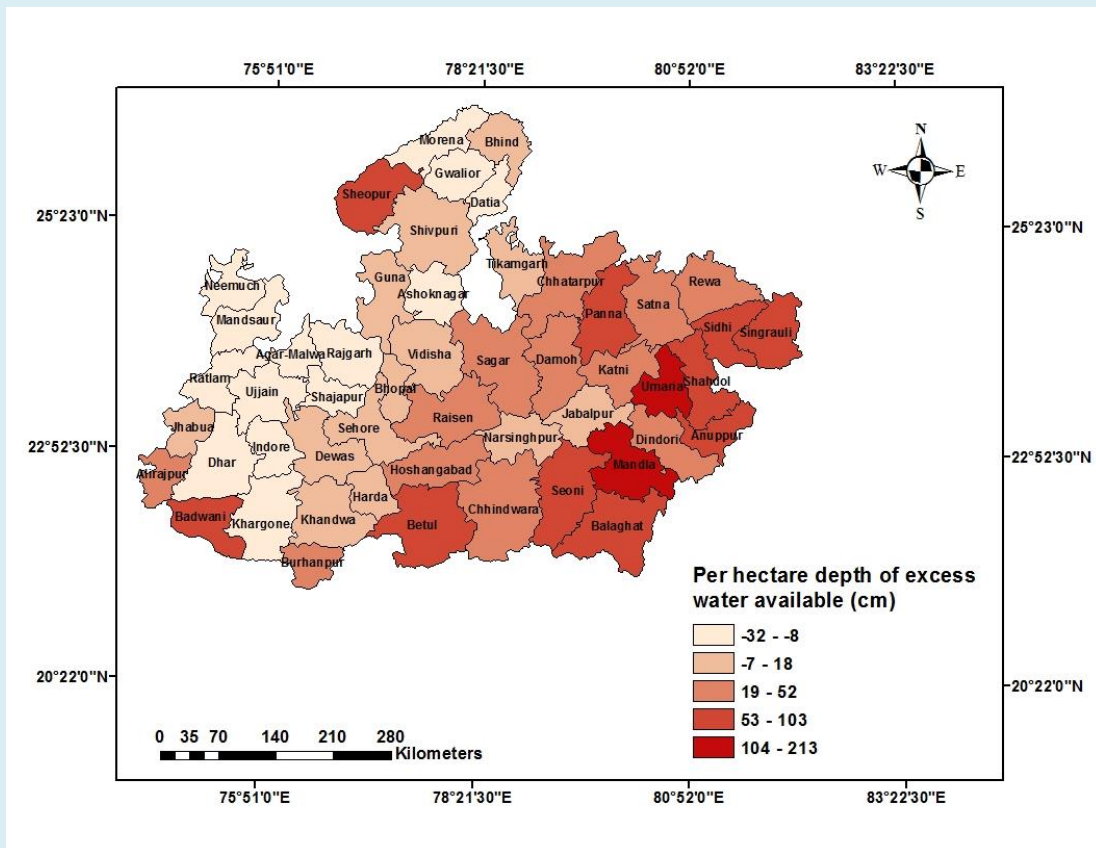 75°51'0"E 78°21'30"E 80°52'0"E 83°22'30"E
N
W E
S
25°23'0"N 25°23'0"N
22°52'30"N 22°52'30"N
20°22'0"N 20°22'0"N
Morena
Bhind
Gwalior
Sheopur
Datia
Shivpuri
Tikamgarh
Guna
Chhatarpur
Rewa
Neemuch
Ashoknagar
Satna
Panna
Mandsaur
Sidhi
Singrauli
Agar-Malwa
Rajgarh
Vidisha
Sagar
Damoh
Katni
Ratlam
Ujjain
Shajapur
Bhopal
Umaria
Shahdol
Jhabua
Sehore
Raisen
Jabalpur
Indore
Dewas
Narsinghpur
Dindori
Anuppur
Alirajpur
Dhar
Hoshangabad
Mandla
Harda
Seoni
Badwani
Khargone
Khandwa
Betul
Chhindwara
Balaghat
Burhanpur
Per hectare depth of excess
water available (cm)
-32 - -8
-7 - 18
19 - 52
53 - 103
104 - 213
0 35 70 140 210 280
Kilometers
75°51'0"E 78°21'30"E 80°52'0"E 83°22'30"E